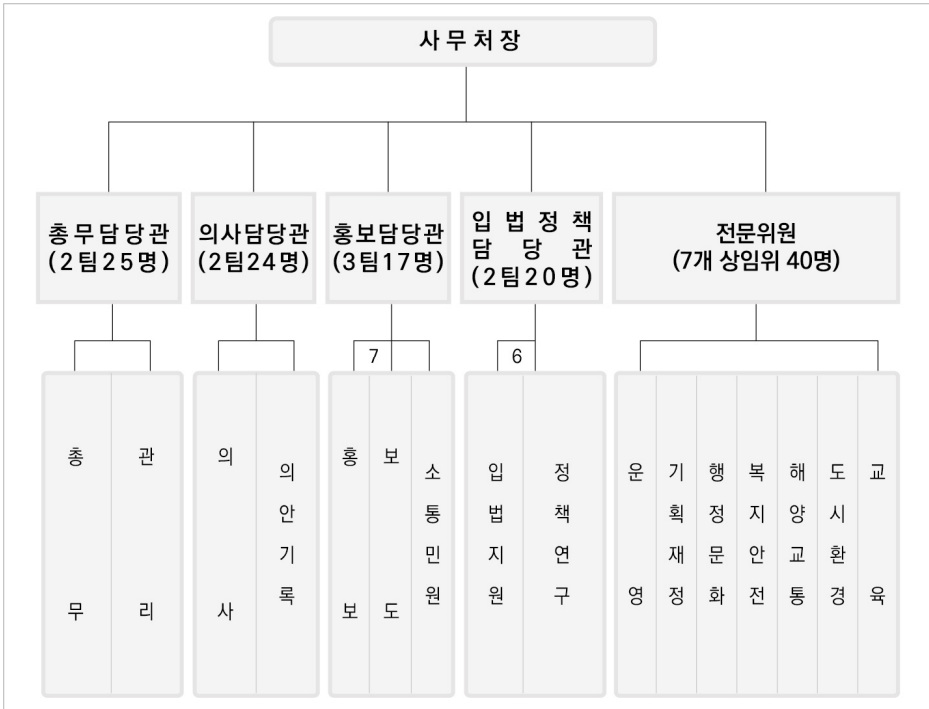 사무처장
총무담당관
(2팀25명)
의사담당관
(2팀24명)
홍보담당관
(3팀17명)
입법정책
담당관
(2팀20명)
전문위원
(7개 상임위 40명)
7
6
총무
관리
의사
의안기록
홍보
보도
소통민원
입법지원
정책연구
운영
기획재정
행정문화
복지안전
해양교통
도시환경
교육